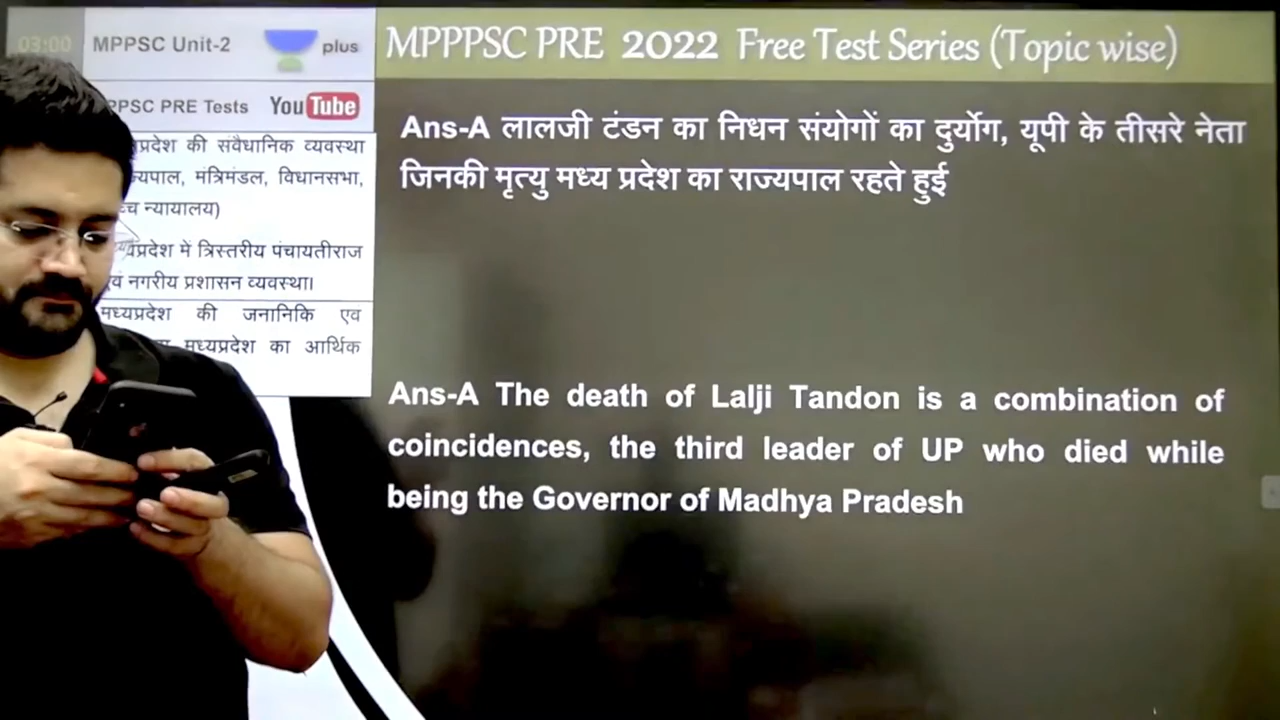 03:00
MPPSC Unit-2
plus
MPPPSC PRE 2022 Free Test Series (Topic wise)
PPSC PRE Tests YouTube
प्रदेश की संवैधानिक व्यवस्था
मंत्रिमंडल, विधानसभा,
न्यायालय)
में त्रिस्तरीय पंचायतीराज
नगरीय प्रशासन व्यवस्था।
मध्यप्रदेश की जनानिकि एव
मध्यप्रदेश का आर्थिक
Ans-A लालजी टंडन का निधन संयोगों का दुर्योग, यूपी के तीसरे नेता
जिनकी मृत्यु मध्य प्रदेश का राज्यपाल रहते हुई
Ans-A The death of Lalji Tandon is a combination of
coincidences, the third leader of UP who died while
being the Governor of Madhya Pradesh